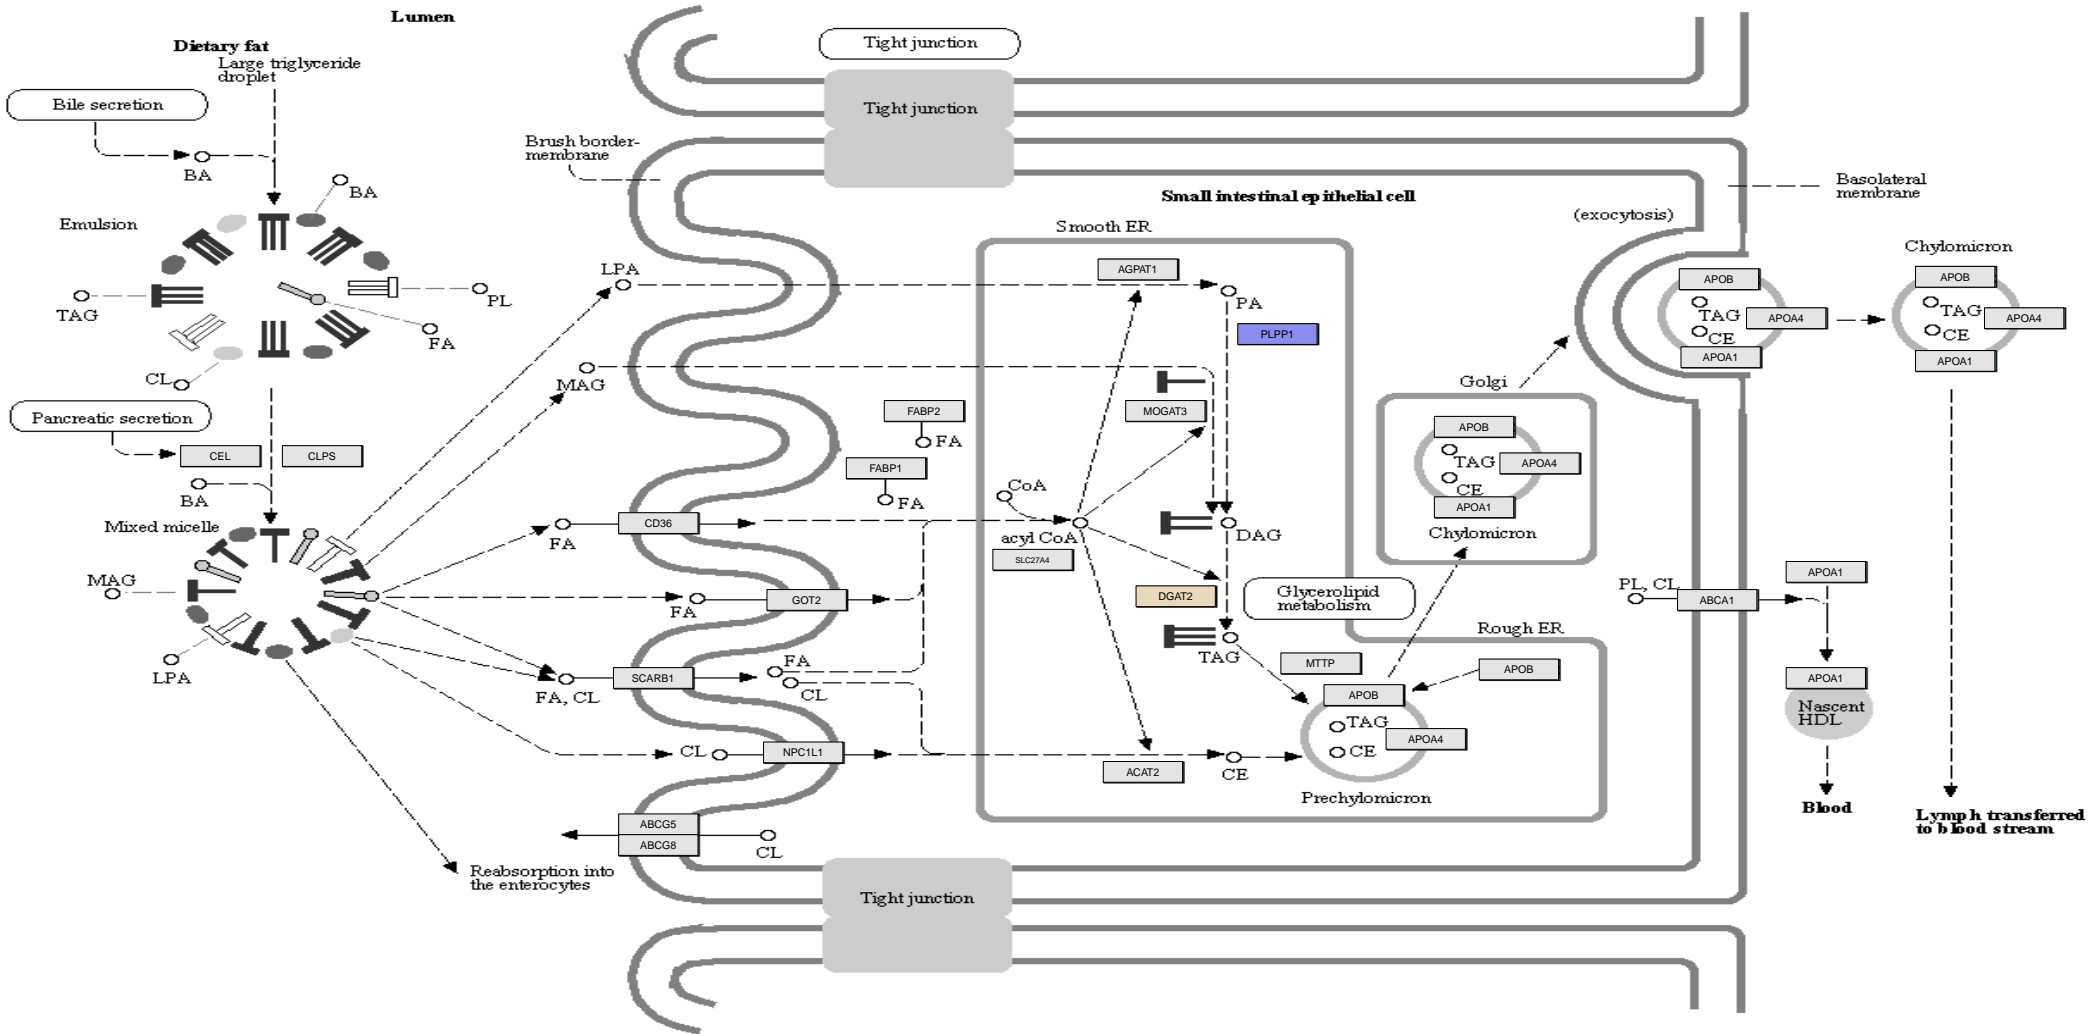 Lumen
Dietary fat
Large triglyceride
droplet
Bile secretion
BA
BA
Emulsion
TAG
PL
FA
CL
Pancreatic secretion
CEL
CLPS
BA
Mixed micelle
MAG
LPA
Reabsorption into
the enterocytes
Tight junction
Tight junction
Brush border-
membrane
Small intestinal epithelial cell
Basolateral
membrane
(exocytosis)
Smooth ER
LPA
AGPAT1
PA
PLPP1
MAG
MOGAT3
FABP2
FA
FABP1
FA
CoA
acyl CoA
SLC27A4
DAG
DGAT2
Glycerolipid
metabolism
TAG
FA
CD36
FA
GOT2
FA, CL
SCARB1
FA
CL
CL
NPC1L1
ACAT2
CE
ABCG5
ABCG8
CL
Rough ER
MTTP
APOB
APOB
TAG
APOA4
CE
Prechylomicron
Golgi
APOB
TAG
APOA4
CE
APOA1
Chylomicron
APOB
TAG
APOA4
CE
APOA1
Chylomicron
APOB
TAG
APOA4
CE
APOA1
PL, CL
ABCA1
APOA1
APOA1
Nascent
HDL
Blood
Lymph transferred
to blood stream
Tight junction